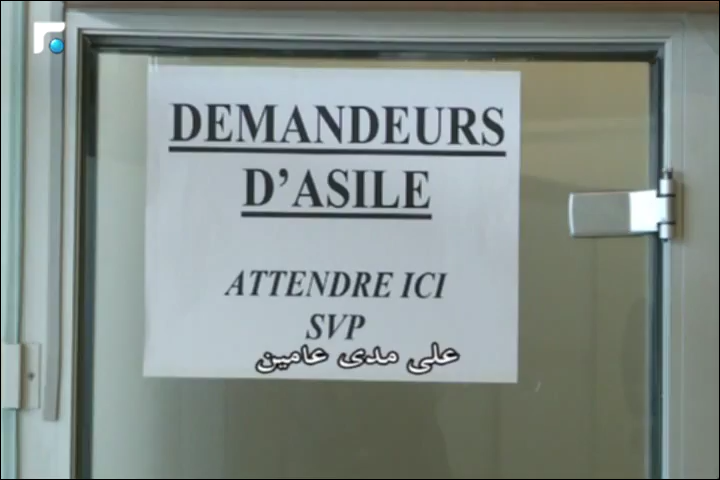 DEMANDEURS
D'ASILE
ATTENDRE ICI
SVP
على مدى عامين